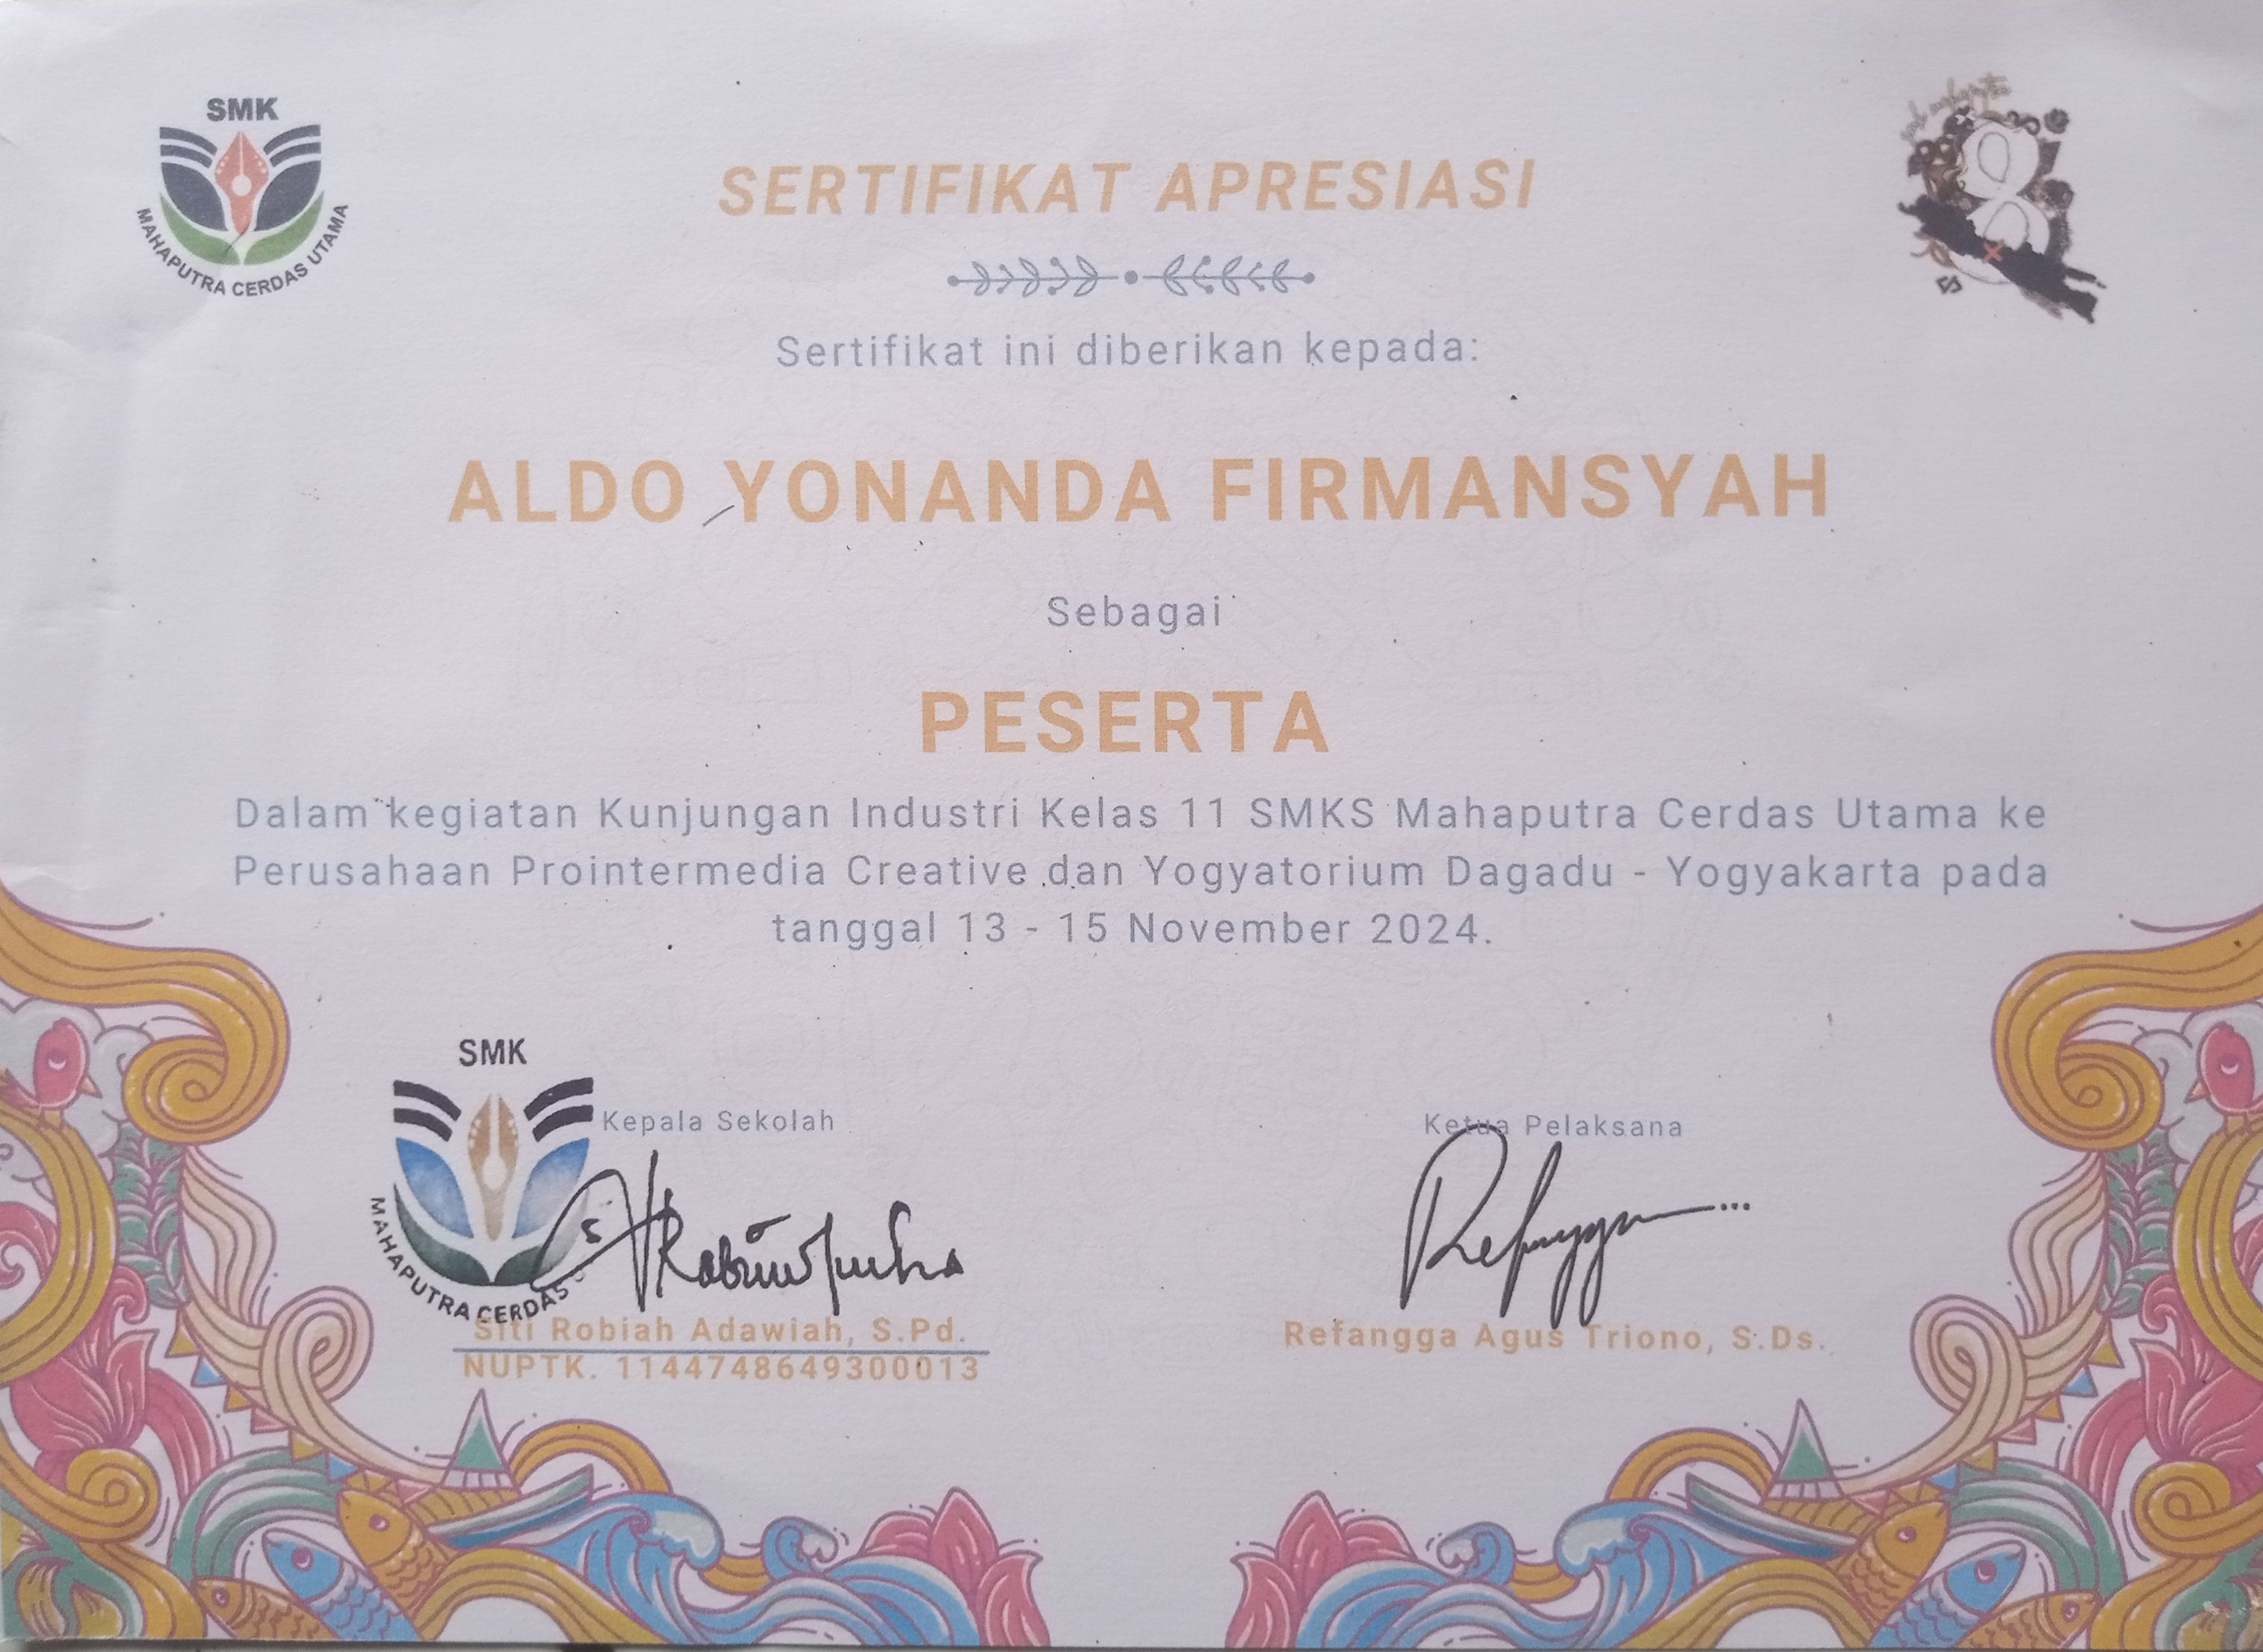 SMK
MAHAPUTRA CERDAS UTAMA
SERTIFIKAT APRESIASI
Sertifikat ini diberikan kepada:
ALDO YONANDA FIRMANSYAH
Sebagai
PESERTA
Dalam kegiatan Kunjungan Industri Kelas 11 SMKS Mahaputra Cerdas Utama ke
Perusahaan Prointermedia Creative dan Yogyatorium Dagadu - Yogyakarta pada
tanggal 13 - 15 November 2024.
SMK
MAHAPUTRA CERDAS
Kepala Sekolah
Siti Robiah Adawiah, S.Pd.
NUPTK. 1144748649300013
Ketua Pelaksana
Refangga Agus Triono, S.Ds.